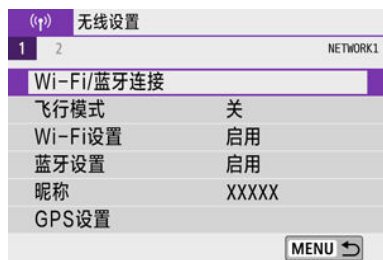 无线设置
1 2 NETWORK1
Wi-Fi/蓝牙连接
飞行模式 关
Wi-Fi设置 启用
蓝牙设置 启用
昵称 XXXXX
GPS设置
MENU